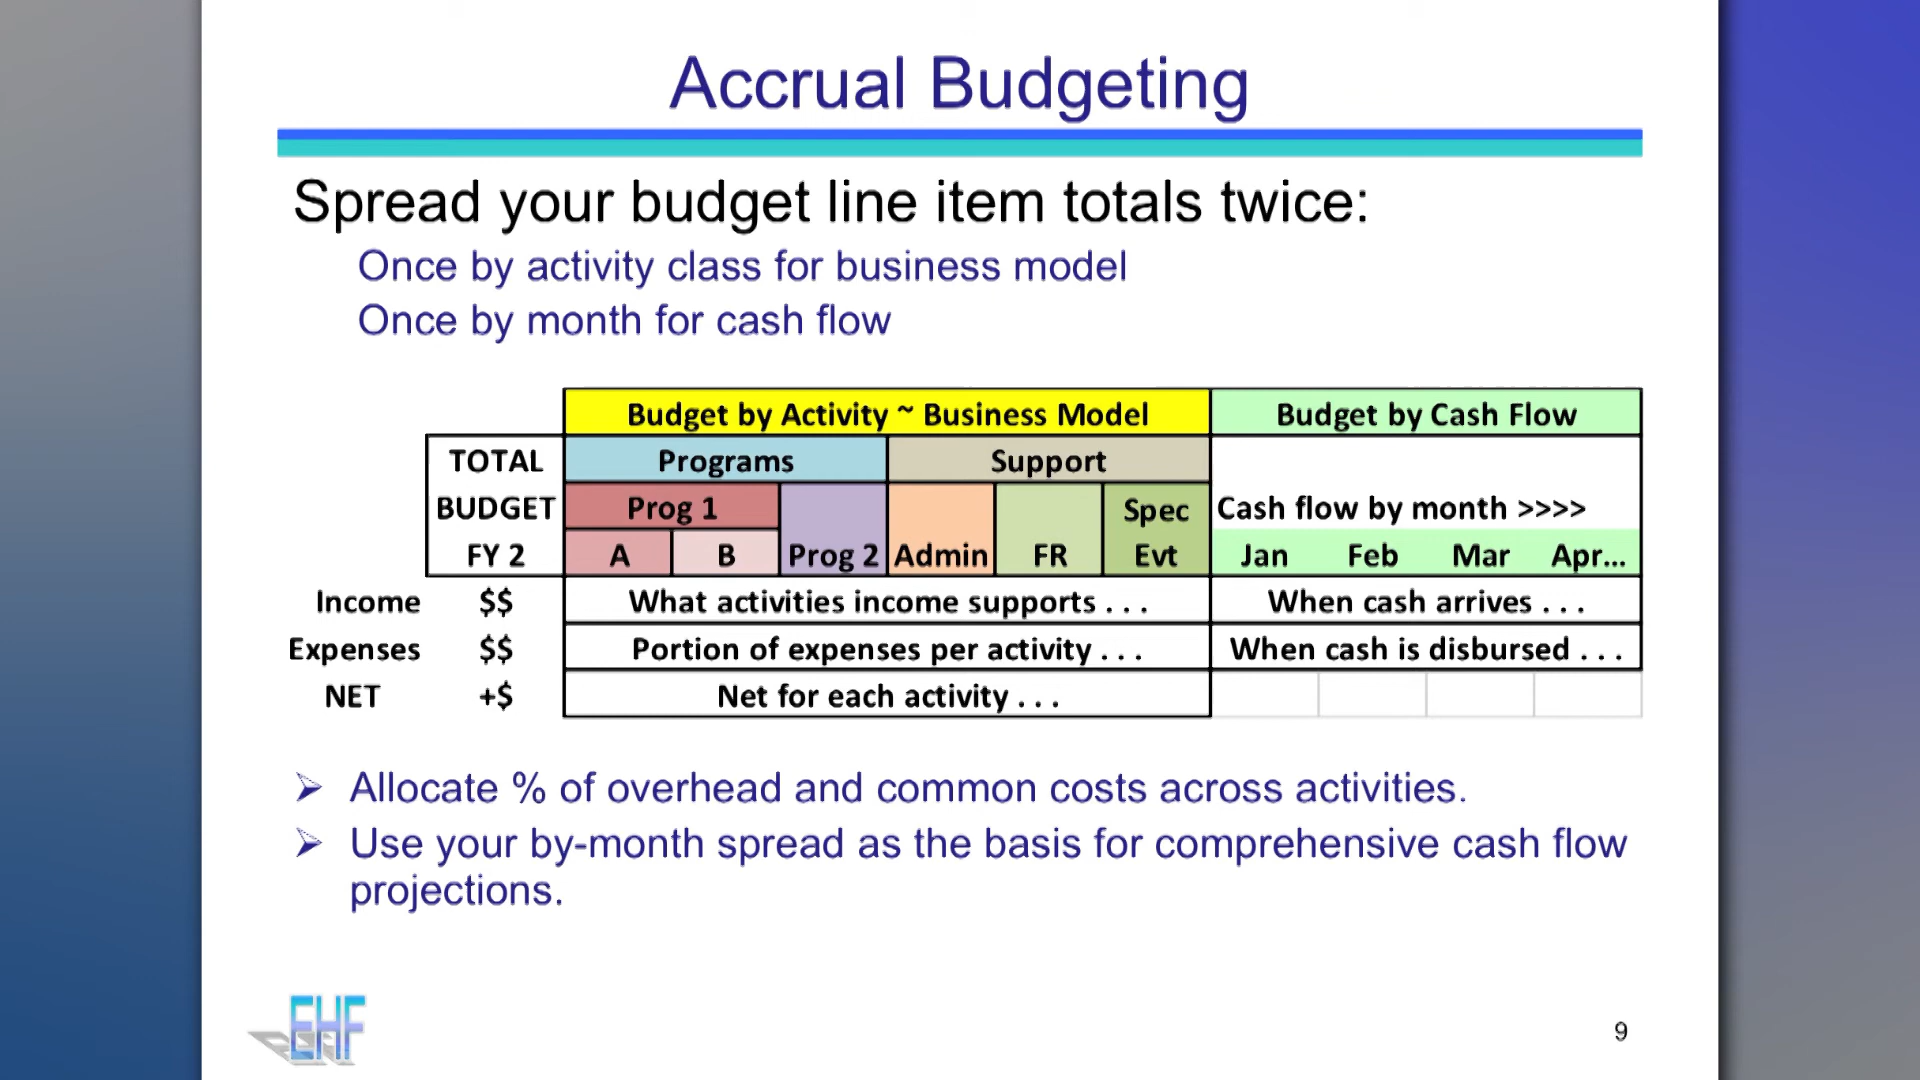 Accrual Budgeting
Spread your budget line item totals twice:
Once by activity class for business model
Once by month for cash flow
Budget by Activity ~ Business Model Budget by Cash Flow
TOTAL Programs Support
BUDGET Prog 1 Spec Cash flow by month >>>>
FY 2 A B Prog 2 Admin FR Evt Jan Feb Mar Apr...
Income $$ What activities income supports . . . When cash arrives . . .
Expenses $$ Portion of expenses per activity . . . When cash is disbursed . . .
NET +$ Net for each activity . . .
➢ Allocate % of overhead and common costs across activities.
➢ Use your by-month spread as the basis for comprehensive cash flow
projections.
EHF
9